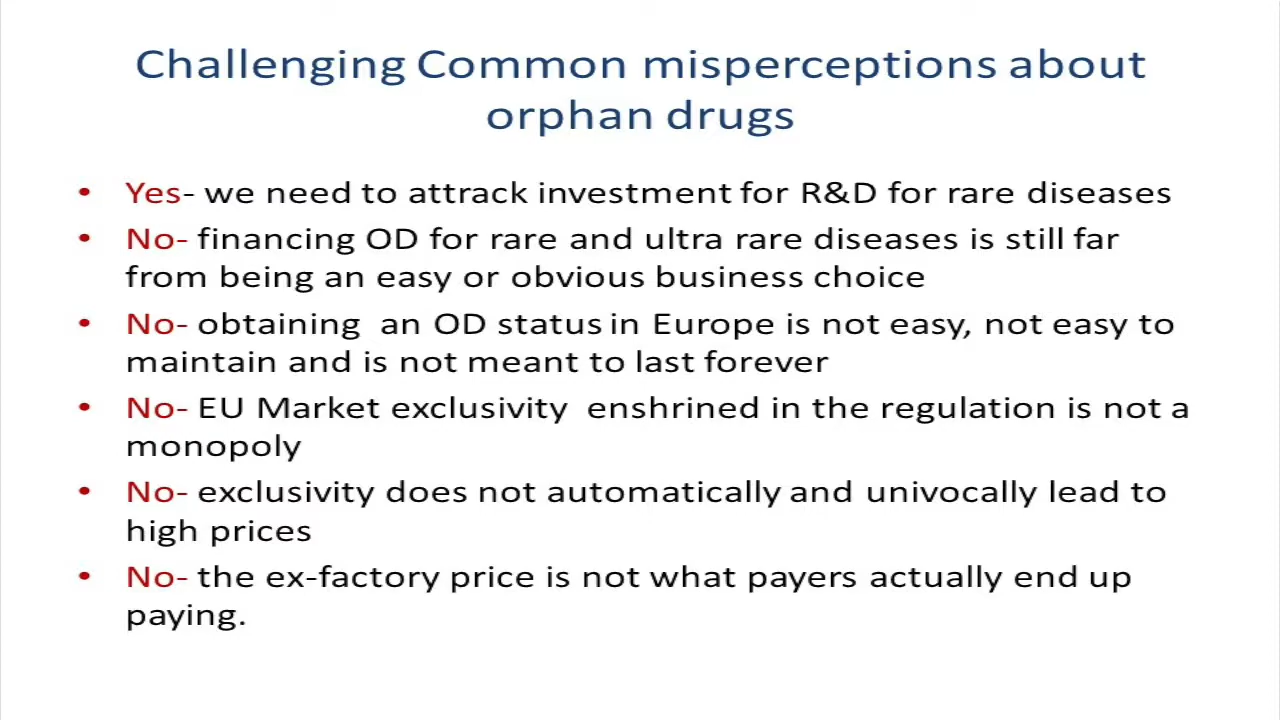 Challenging Common misperceptions about
orphan drugs
• Yes- we need to attrack investment for R&D for rare diseases
• No- financing OD for rare and ultra rare diseases is still far
from being an easy or obvious business choice
• No- obtaining an OD status in Europe is not easy, not easy to
maintain and is not meant to last forever
• No- EU Market exclusivity enshrined in the regulation is not a
monopoly
• No- exclusivity does not automatically and univocally lead to
high prices
• No- the ex-factory price is not what payers actually end up
paying.